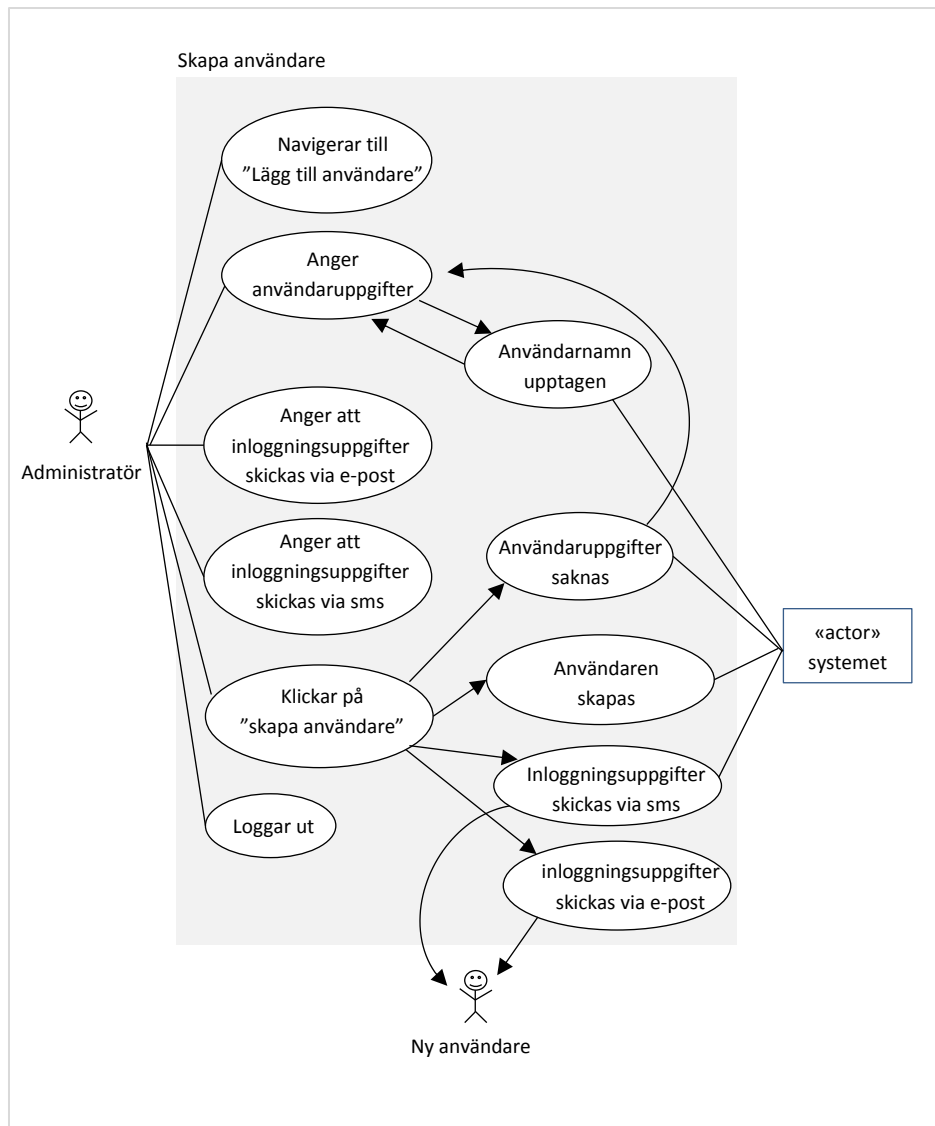 Skapa användare
Navigerar till
”Lägg till användare”
Anger
användaruppgifter
Användarnamn
upptagen
Anger att
inloggningsuppgifter
skickas via e-post
Administratör
Anger att
inloggningsuppgifter
skickas via sms
Användaruppgifter
saknas
«actor»
systemet
Användaren
skapas
Klickar på
”skapa användare”
Inloggningsuppgifter
skickas via sms
Loggar ut
inloggningsuppgifter
skickas via e-post
Ny användare